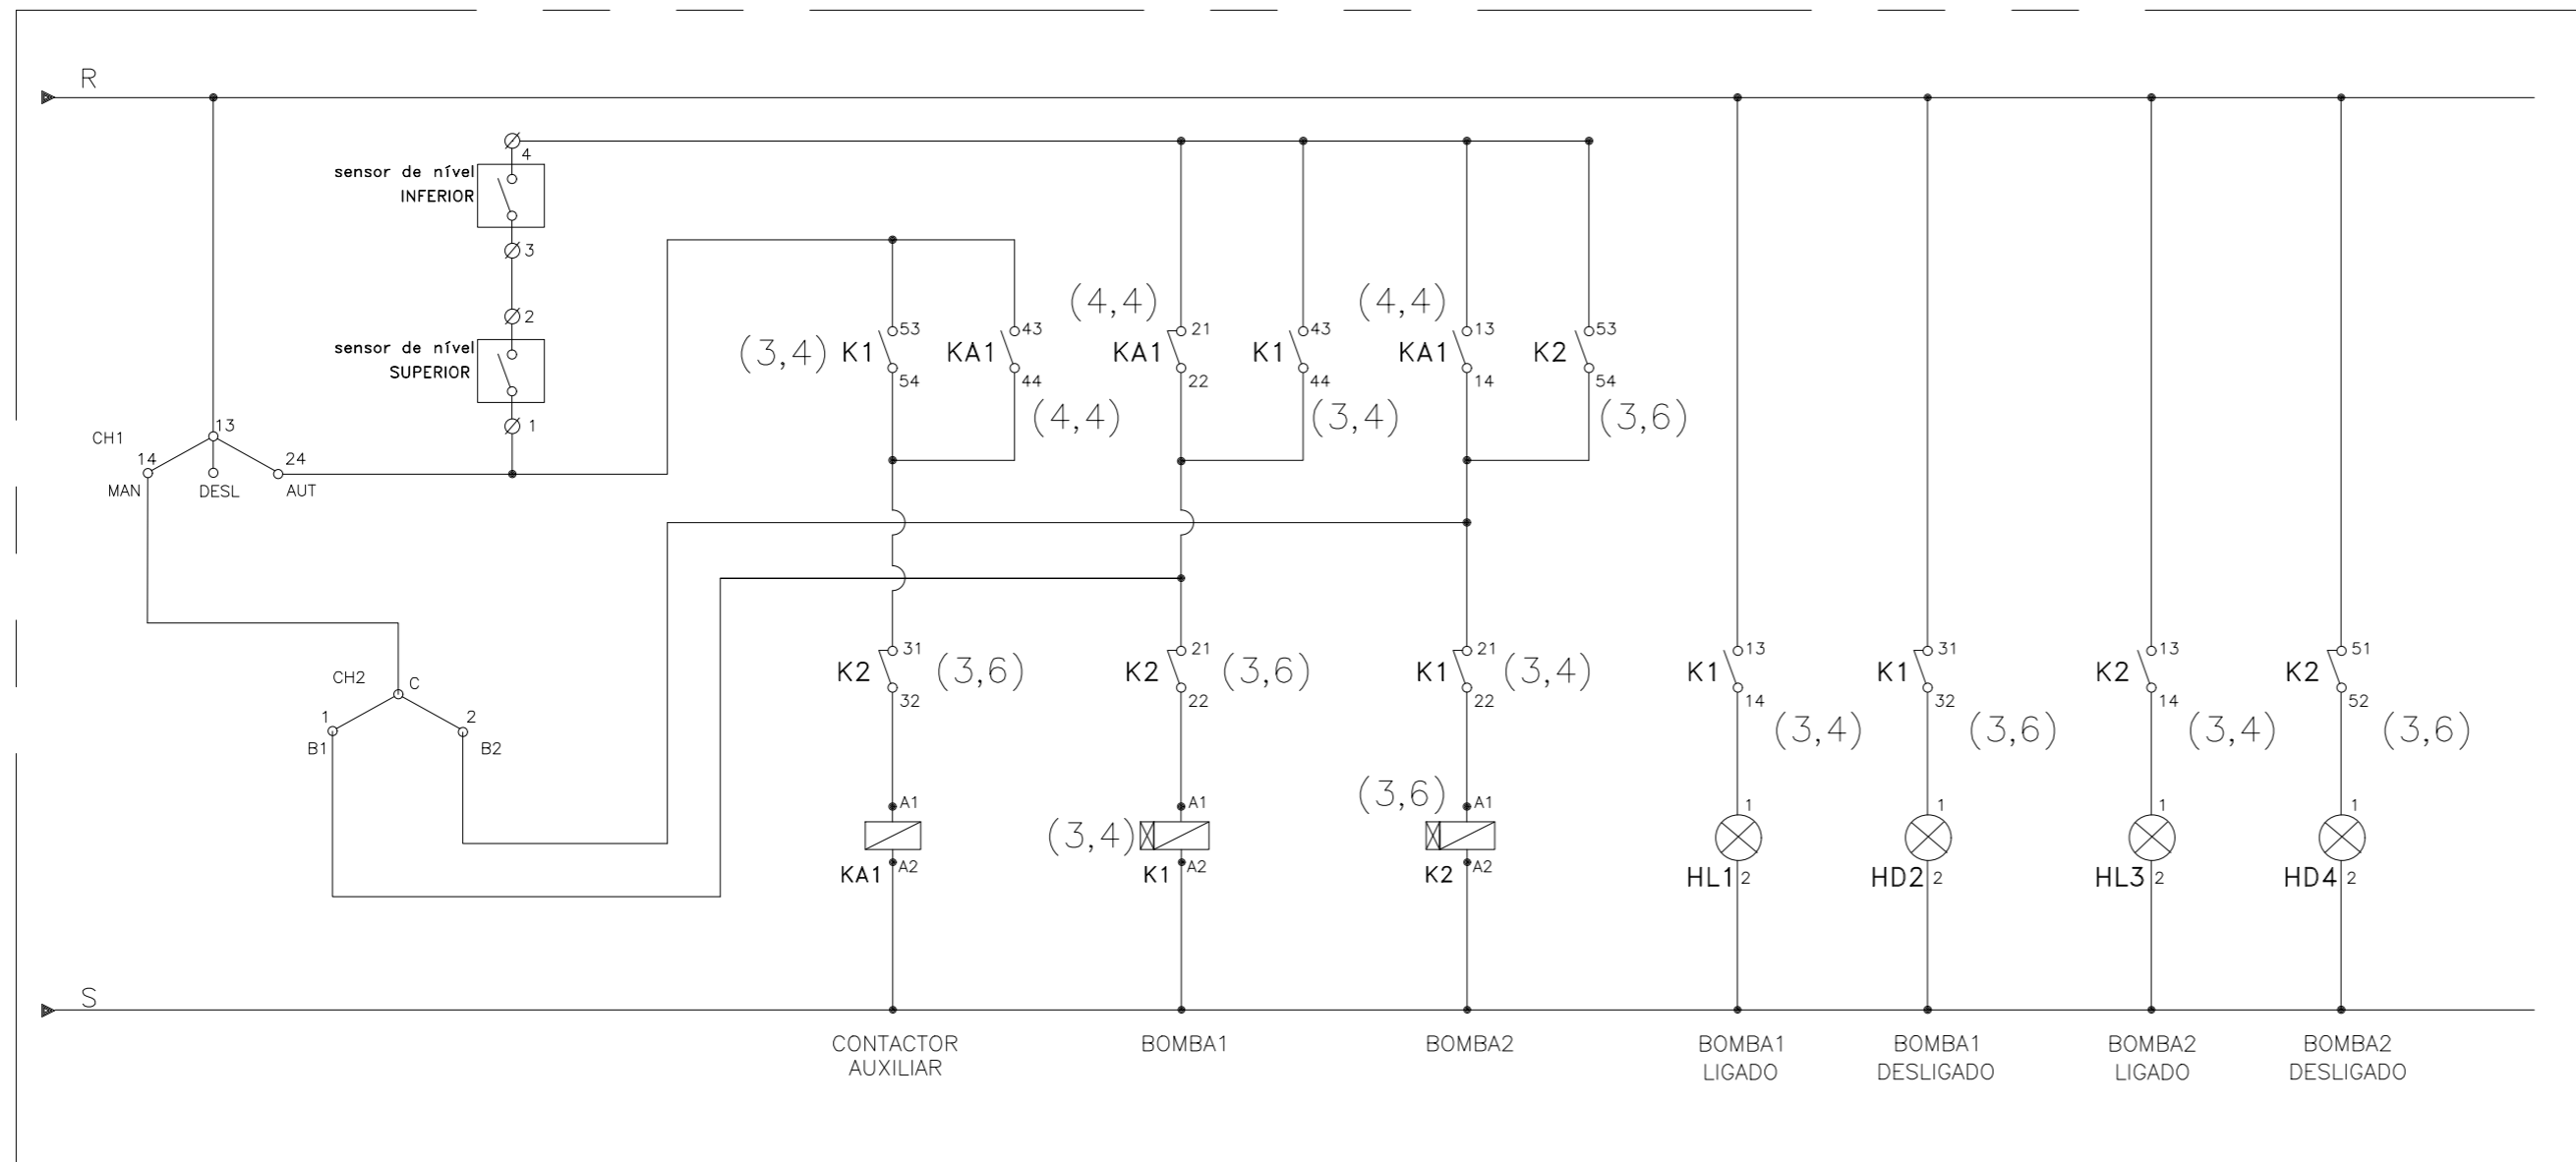 R
4
sensor de nível
INFERIOR
3
2
sensor de nível
SUPERIOR
1
CH1
13
14
24
MAN
DESL
AUT
CH2
C
1
2
B1
B2
(3,4)
K1
53
54
KA1
43
44
(4,4)
(4,4)
KA1
21
22
K1
43
44
(3,4)
(4,4)
KA1
13
14
K2
53
54
(3,6)
K2
31
32
(3,6)
K2
21
22
(3,6)
K1
21
22
(3,4)
K1
13
14
(3,4)
K1
31
32
(3,6)
K2
13
14
(3,4)
K2
51
52
(3,6)
A1
KA1
A2
(3,4)
A1
K1
A2
(3,6)
A1
K2
A2
1
HL1
2
1
HD2
2
1
HL3
2
1
HD4
2
S
CONTACTOR
AUXILIAR
BOMBA1
BOMBA2
BOMBA1
LIGADO
BOMBA1
DESLIGADO
BOMBA2
LIGADO
BOMBA2
DESLIGADO